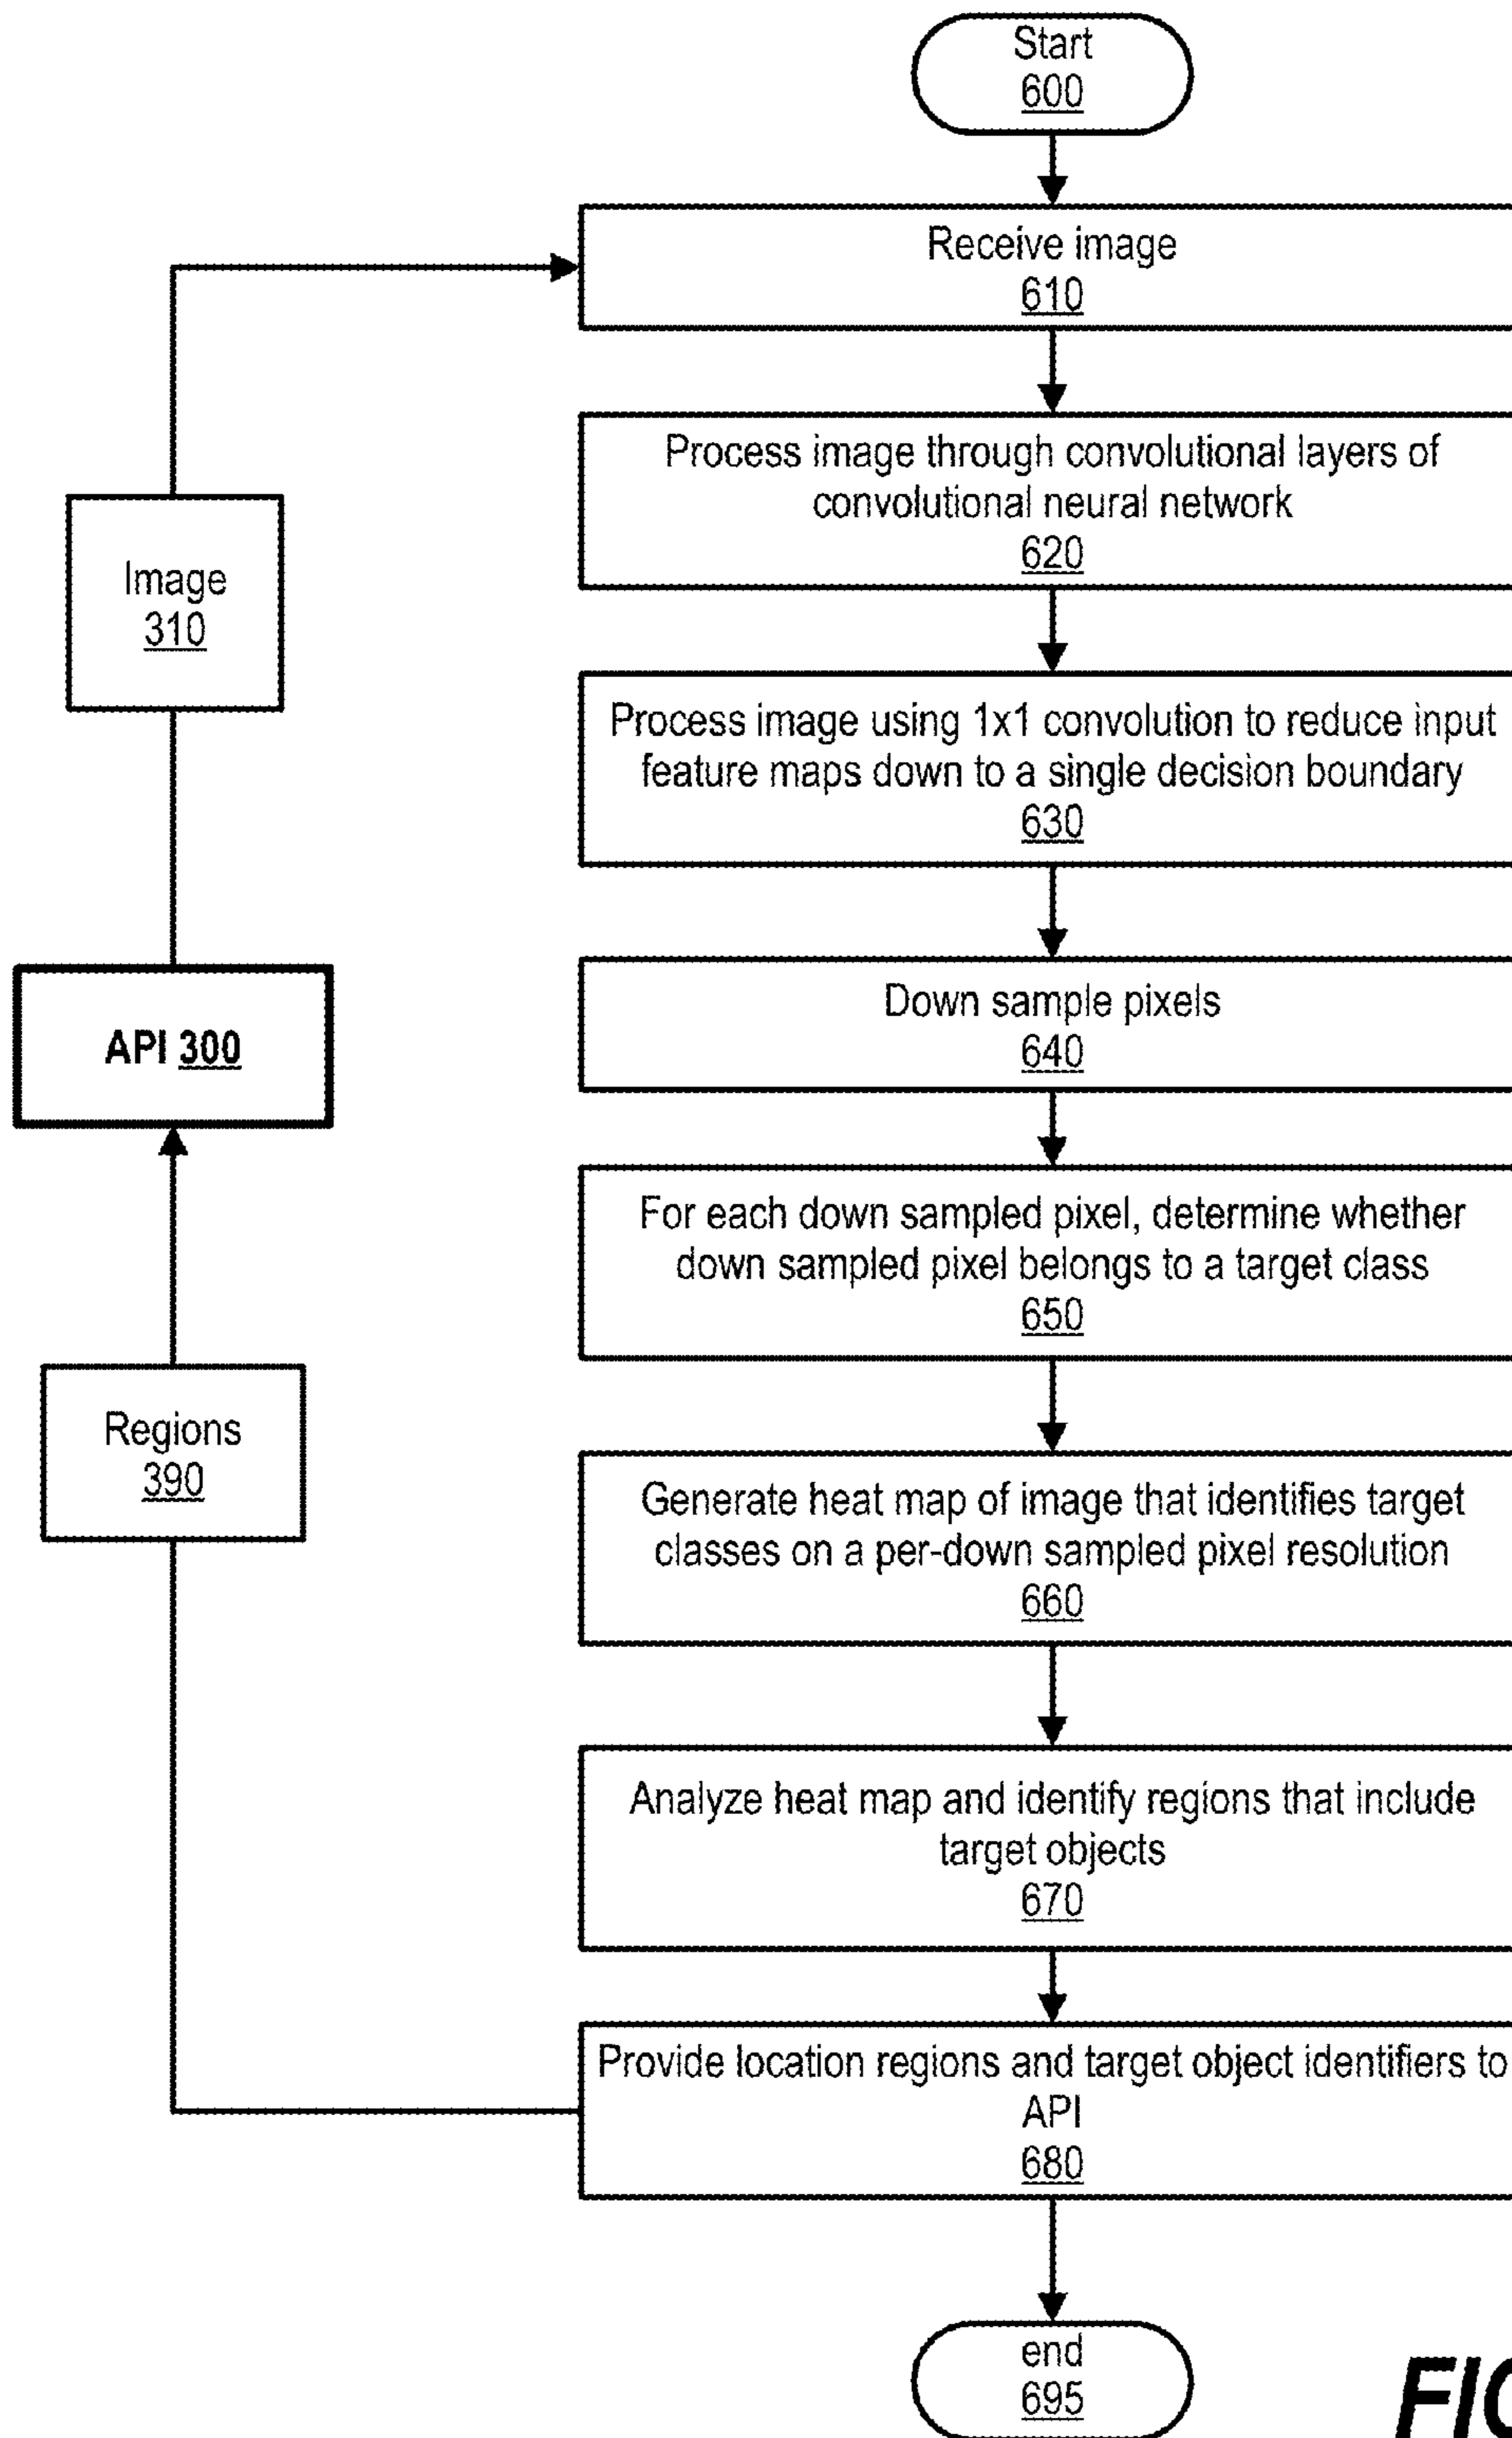 Start
600
Receive image
610
Process image through convolutional layers of
convolutional neural network
620
Image
310
Process image using 1x1 convolution to reduce input
feature maps down to a single decision boundary
630
API 300
Down sample pixels
640
For each down sampled pixel, determine whether
down sampled pixel belongs to a target class
650
Regions
390
Generate heat map of image that identifies target
classes on a per-down sampled pixel resolution
660
Analyze heat map and identify regions that include
target objects
670
Provide location regions and target object identifiers to
API
680
end
695